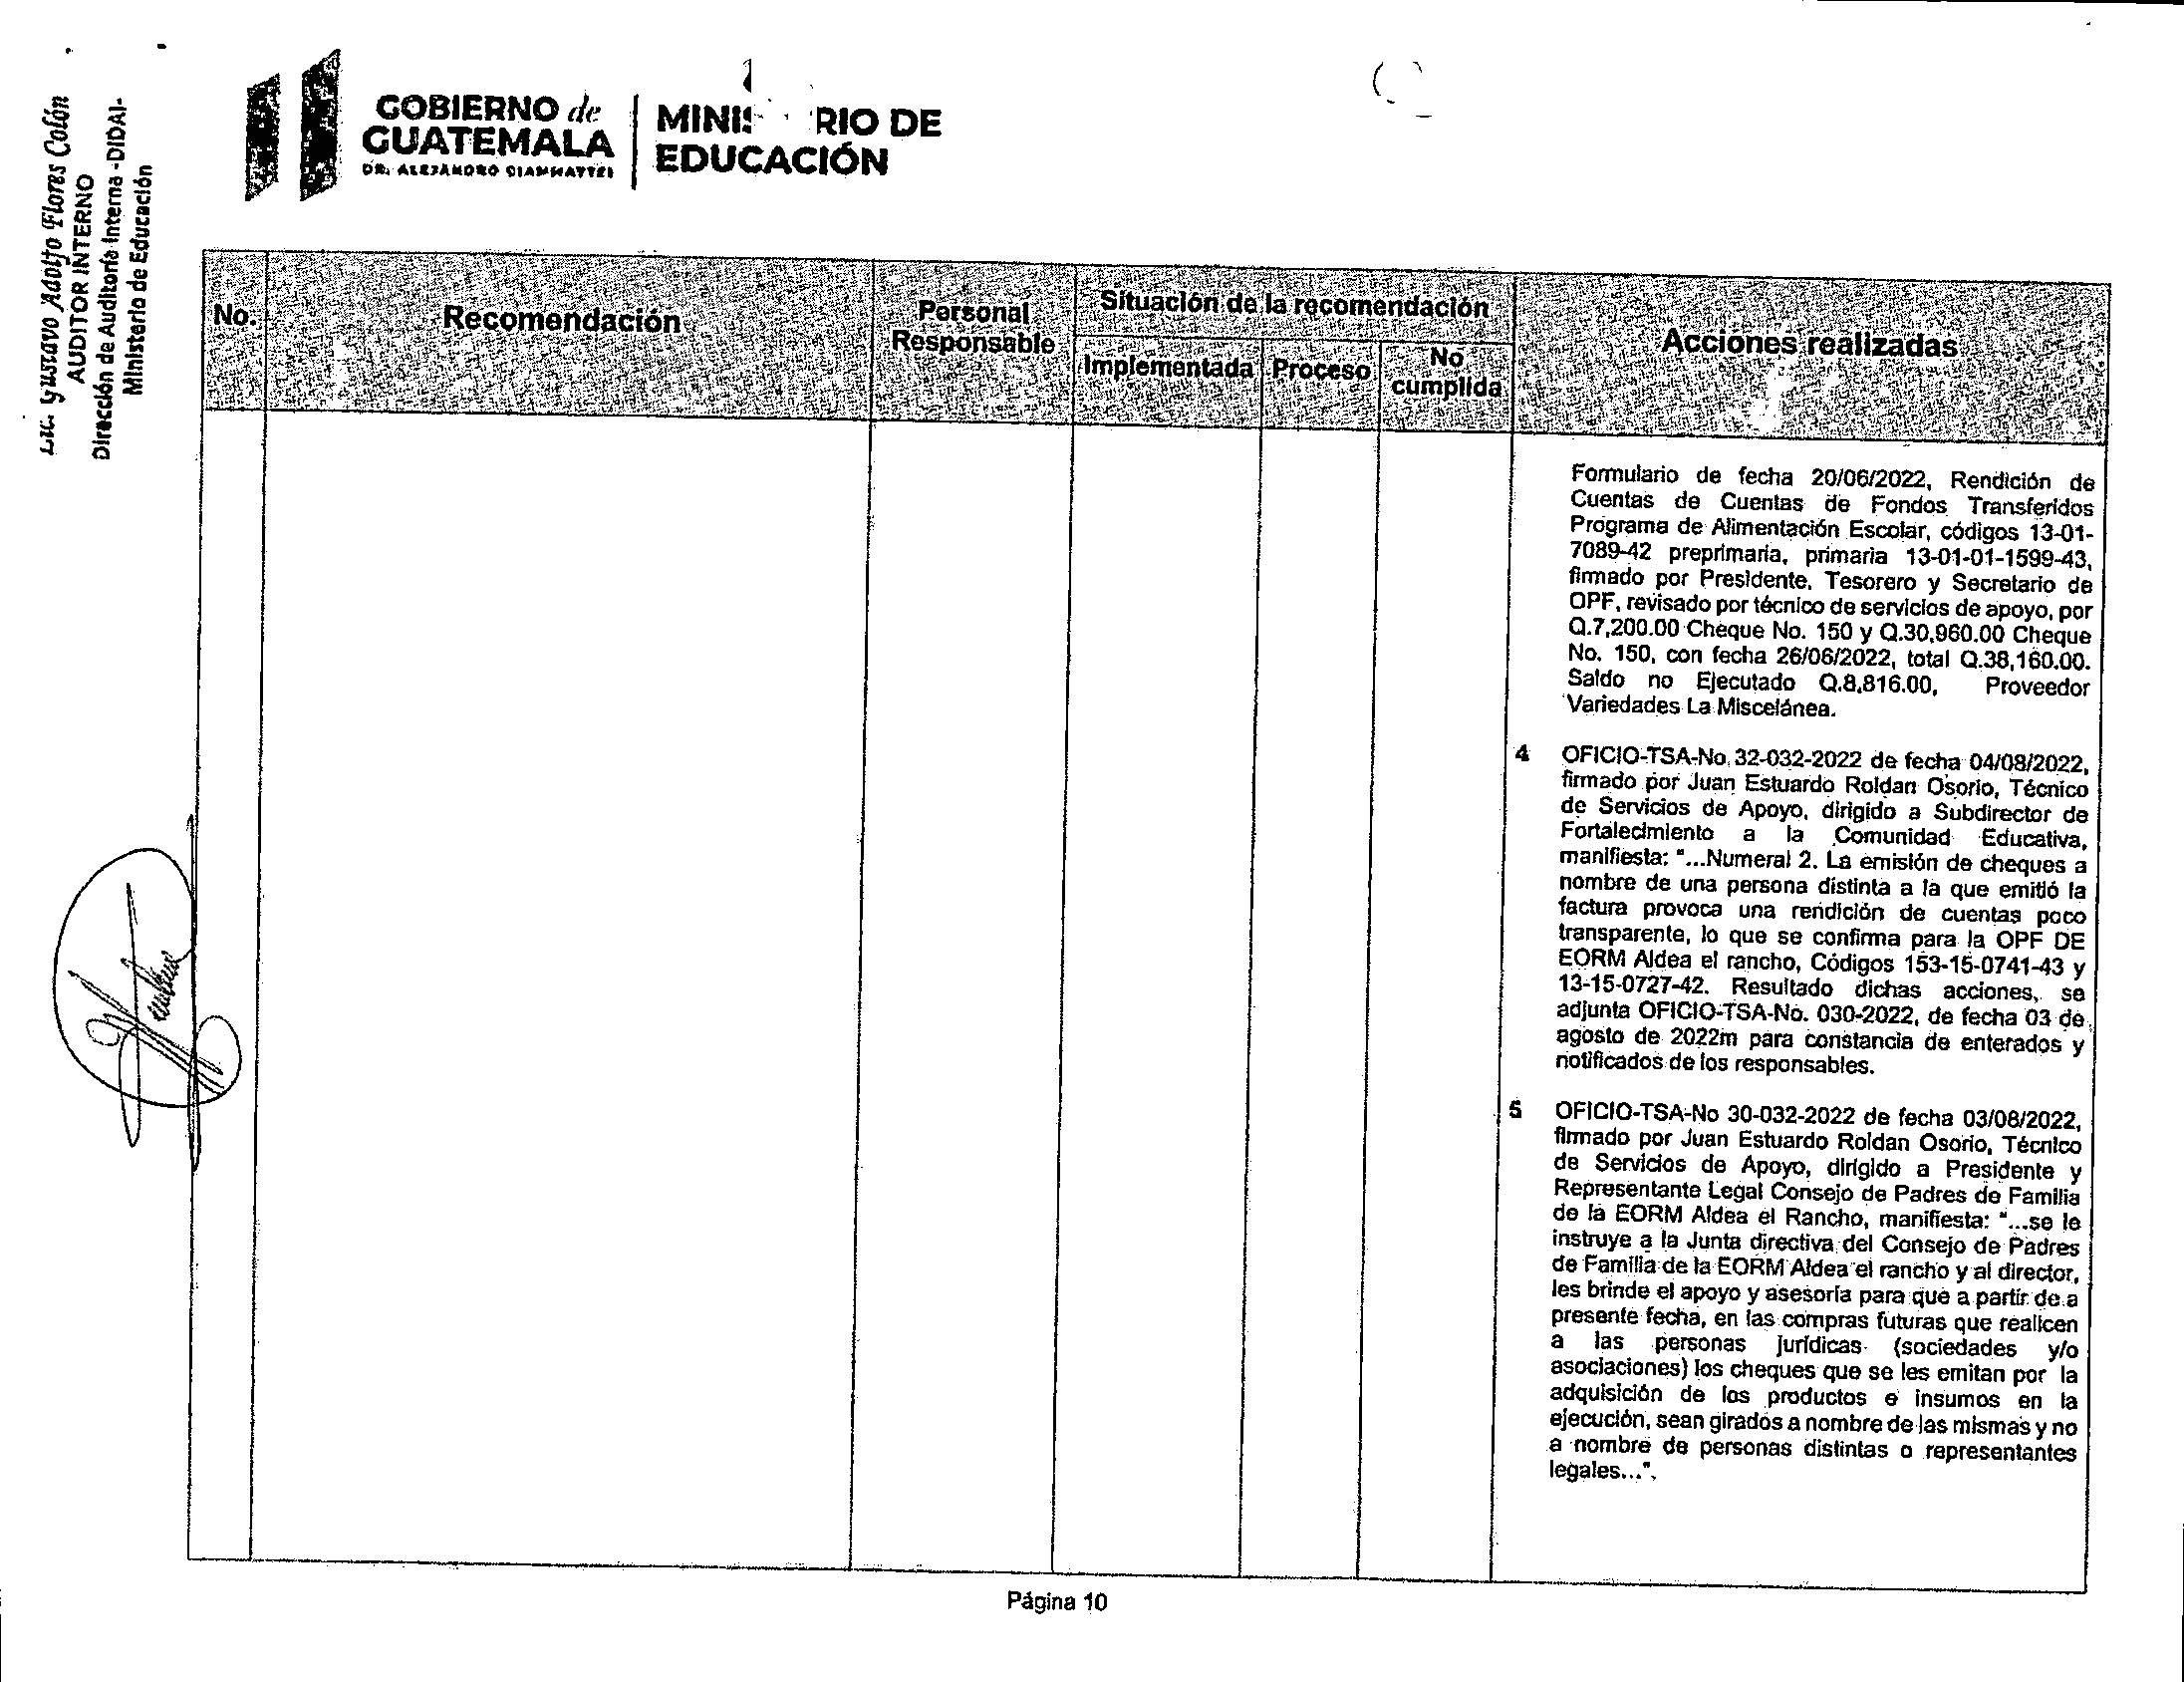 Lic. Gustavo Adolfo Flores Colón
AUDITOR INTERNO
Dirección de Auditoría Interna -DIDAI-
Ministerio de Educación
GOBIERNO de
GUATEMALA
DR. ALEJANDRO GIAMMATTEI
RIO DE
EDUCACIÓN
No.
Recomendación
Personal
Responsable
Situación de la recomendación
Implementada
Proceso
No
cumplida
Acciones realizadas
Formulario de fecha 20/06/2022, Rendición de
Cuentas de Cuentas de Fondos Transferidos
Programa de Alimentación Escolar, códigos 13-01-
7089-42 preprimaria, primaria 13-01-01-1599-43,
firmado por Presidente, Tesorero y Secretario de
OPF, revisado por técnico de servicios de apoyo, por
Q.7,200.00 Cheque No. 150 y Q.30,960.00 Cheque
No. 150, con fecha 26/06/2022, total Q.38,160.00.
Saldo no Ejecutado Q.8,816.00, Proveedor
Variedades La Miscelánea.
4 OFICIO-TSA-No. 32-032-2022 de fecha 04/08/2022,
firmado por Juan Estuardo Roldan Osorio, Técnico
de Servicios de Apoyo, dirigido a Subdirector de
Fortalecimiento a la Comunidad Educativa,
manifiesta: "...Numeral 2. La emisión de cheques a
nombre de una persona distinta a la que emitió la
factura provoca una rendición de cuentas poco
transparente, lo que se confirma para la OPF DE
EORM Aldea el rancho, Códigos 153-15-0741-43 y
13-15-0727-42. Resultado dichas acciones, se
adjunta OFICIO-TSA-No. 030-2022, de fecha 03 de
agosto de 2022m para constancia de enterados y
notificados de los responsables.
5 OFICIO-TSA-No 30-032-2022 de fecha 03/08/2022,
firmado por Juan Estuardo Roldan Osorio, Técnico
de Servicios de Apoyo, dirigido a Presidente y
Representante Legal Consejo de Padres de Familia
de la EORM Aldea el Rancho, manifiesta: "...se le
instruye a la Junta directiva del Consejo de Padres
de Familia de la EORM Aldea el rancho y al director,
les brinde el apoyo y asesoría para que a partir de a
presente fecha, en las compras futuras que realicen
a las personas jurídicas (sociedades y/o
asociaciones) los cheques que se les emitan por la
adquisición de los productos e insumos en la
ejecución, sean girados a nombre de las mismas y no
a nombre de personas distintas o representantes
legales...".
Página 10